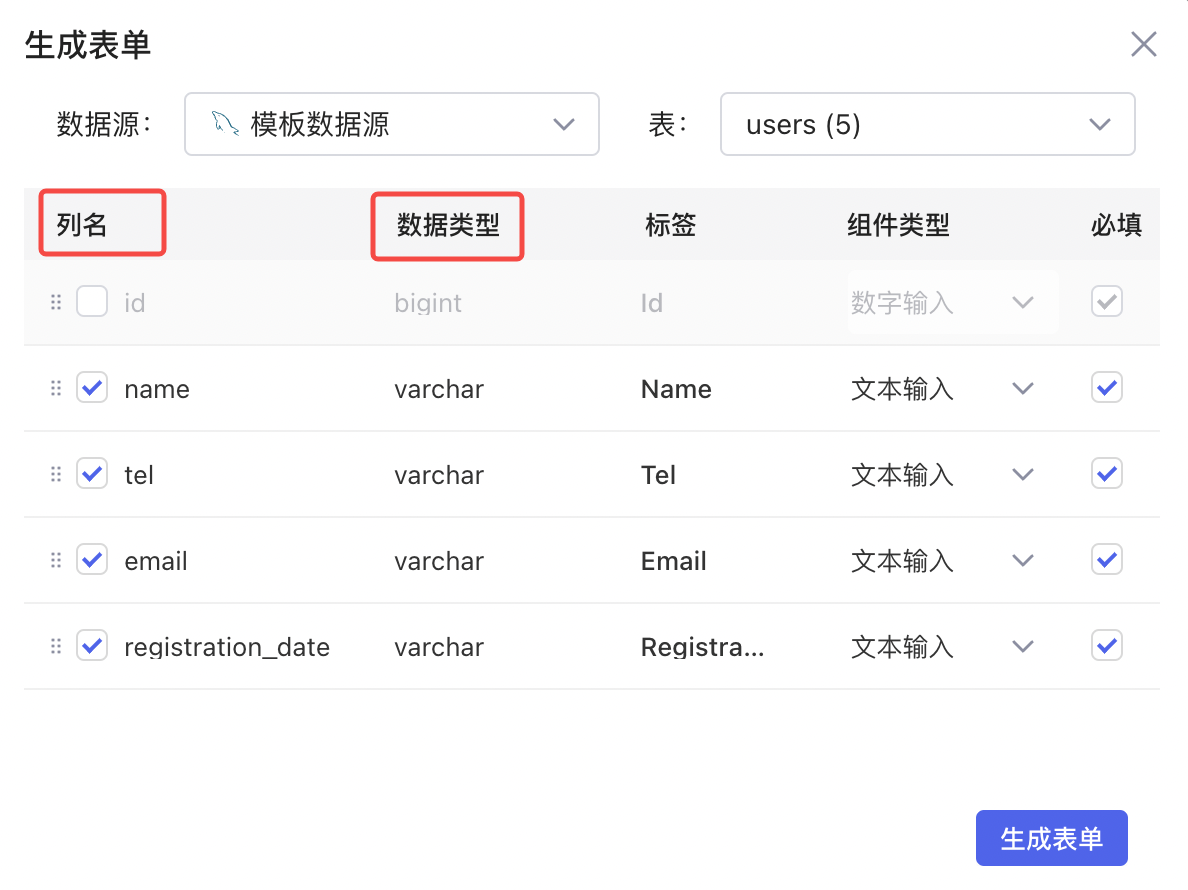 生成表单
数据源： 模板数据源 表： users (5)
列名 数据类型 标签 组件类型 必填
id bigint Id 数字输入
name varchar Name 文本输入
tel varchar Tel 文本输入
email varchar Email 文本输入
registration_date varchar Registra... 文本输入
生成表单